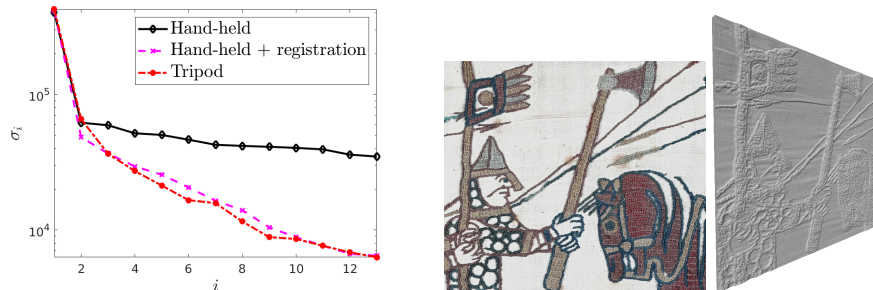 Hand-held
Hand-held + registration
Tripod
10^5
10^4
σ_i
2 4 6 8 10 12
i